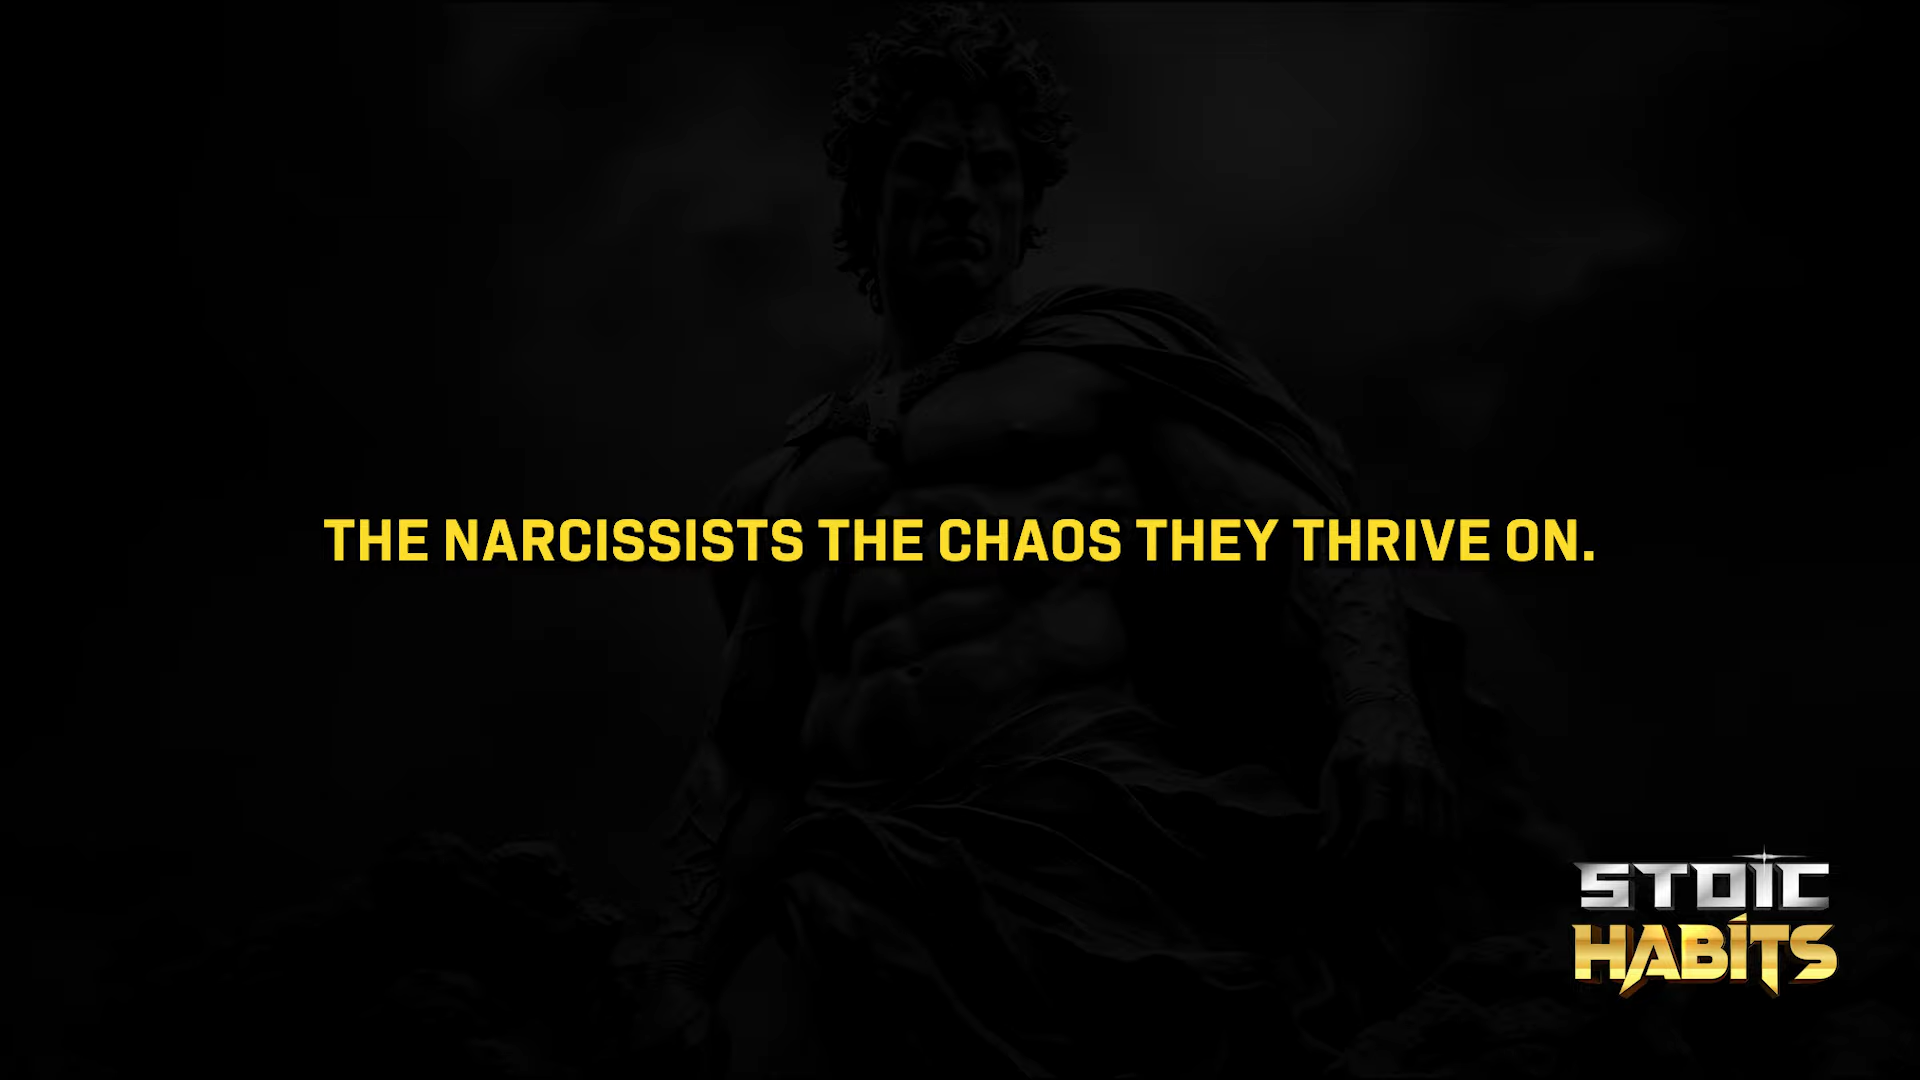 THE NARCISSISTS THE CHAOS THEY THRIVE ON.
STOIC
HABITS